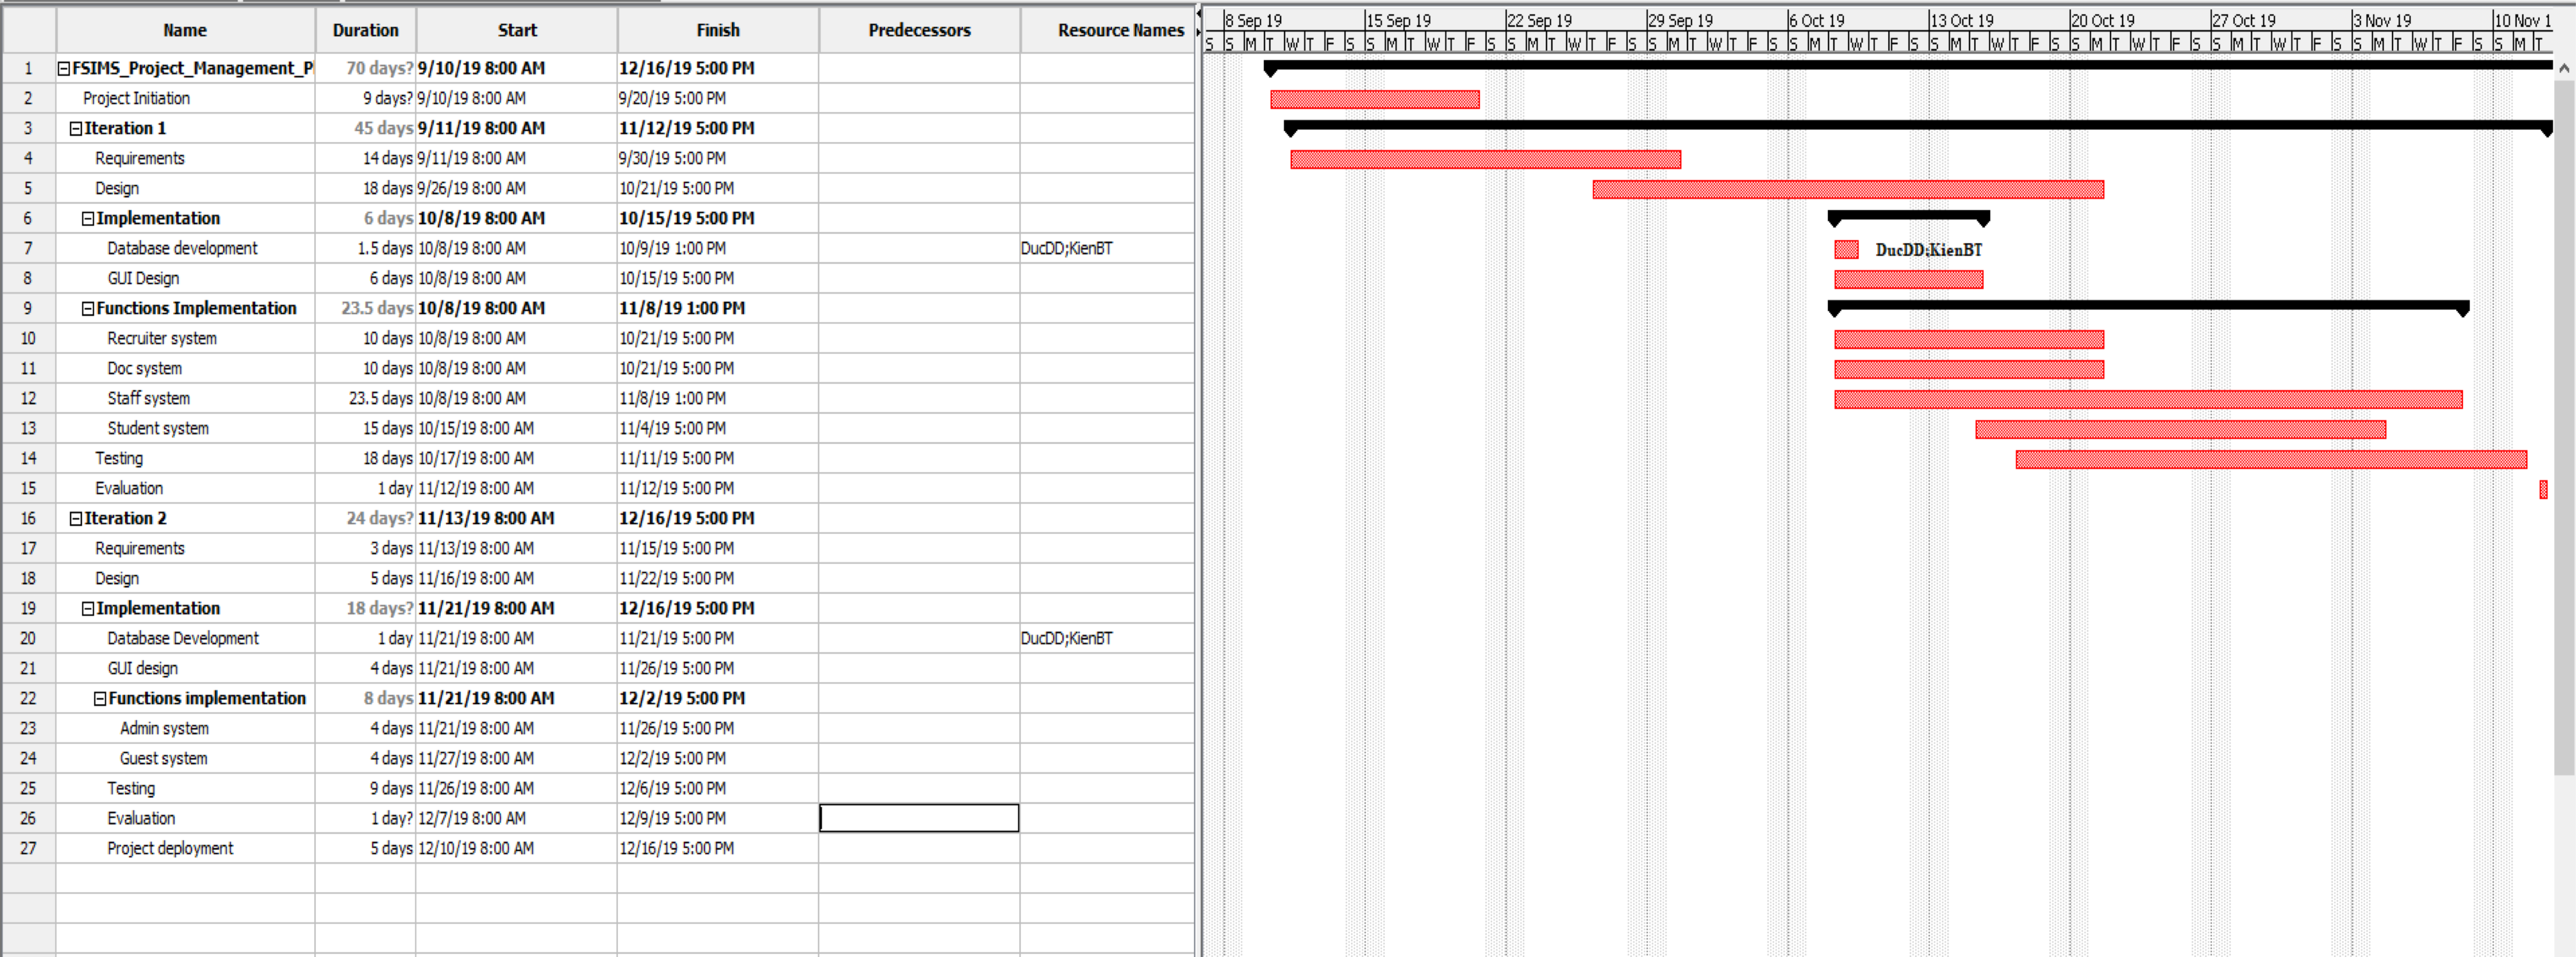 Name Duration Start Finish Predecessors Resource Names
8 Sep 19 15 Sep 19 22 Sep 19 29 Sep 19 6 Oct 19 13 Oct 19 20 Oct 19 27 Oct 19 3 Nov 19 10 Nov 1
S S M T W T F S S M T W T F S S M T W T F S S M T W T F S S M T W T F S S M T W T F S S M T W T F S S M T W T F S S M T W T F S S M T
1 FSIMS_Project_Management_P 70 days? 9/10/19 8:00 AM 12/16/19 5:00 PM
2 Project Initiation 9 days? 9/10/19 8:00 AM 9/20/19 5:00 PM
3 Iteration 1 45 days 9/11/19 8:00 AM 11/12/19 5:00 PM
4 Requirements 14 days 9/11/19 8:00 AM 9/30/19 5:00 PM
5 Design 18 days 9/26/19 8:00 AM 10/21/19 5:00 PM
6 Implementation 6 days 10/8/19 8:00 AM 10/15/19 5:00 PM
7 Database development 1.5 days 10/8/19 8:00 AM 10/9/19 1:00 PM DucDD;KienBT DucDD;KienBT
8 GUI Design 6 days 10/8/19 8:00 AM 10/15/19 5:00 PM
9 Functions Implementation 23.5 days 10/8/19 8:00 AM 11/8/19 1:00 PM
10 Recruiter system 10 days 10/8/19 8:00 AM 10/21/19 5:00 PM
11 Doc system 10 days 10/8/19 8:00 AM 10/21/19 5:00 PM
12 Staff system 23.5 days 10/8/19 8:00 AM 11/8/19 1:00 PM
13 Student system 15 days 10/15/19 8:00 AM 11/4/19 5:00 PM
14 Testing 18 days 10/17/19 8:00 AM 11/11/19 5:00 PM
15 Evaluation 1 day 11/12/19 8:00 AM 11/12/19 5:00 PM
16 Iteration 2 24 days? 11/13/19 8:00 AM 12/16/19 5:00 PM
17 Requirements 3 days 11/13/19 8:00 AM 11/15/19 5:00 PM
18 Design 5 days 11/16/19 8:00 AM 11/22/19 5:00 PM
19 Implementation 18 days? 11/21/19 8:00 AM 12/16/19 5:00 PM
20 Database Development 1 day 11/21/19 8:00 AM 11/21/19 5:00 PM DucDD;KienBT
21 GUI design 4 days 11/21/19 8:00 AM 11/26/19 5:00 PM
22 Functions implementation 8 days 11/21/19 8:00 AM 12/2/19 5:00 PM
23 Admin system 4 days 11/21/19 8:00 AM 11/26/19 5:00 PM
24 Guest system 4 days 11/27/19 8:00 AM 12/2/19 5:00 PM
25 Testing 9 days 11/26/19 8:00 AM 12/6/19 5:00 PM
26 Evaluation 1 day? 12/7/19 8:00 AM 12/9/19 5:00 PM
27 Project deployment 5 days 12/10/19 8:00 AM 12/16/19 5:00 PM